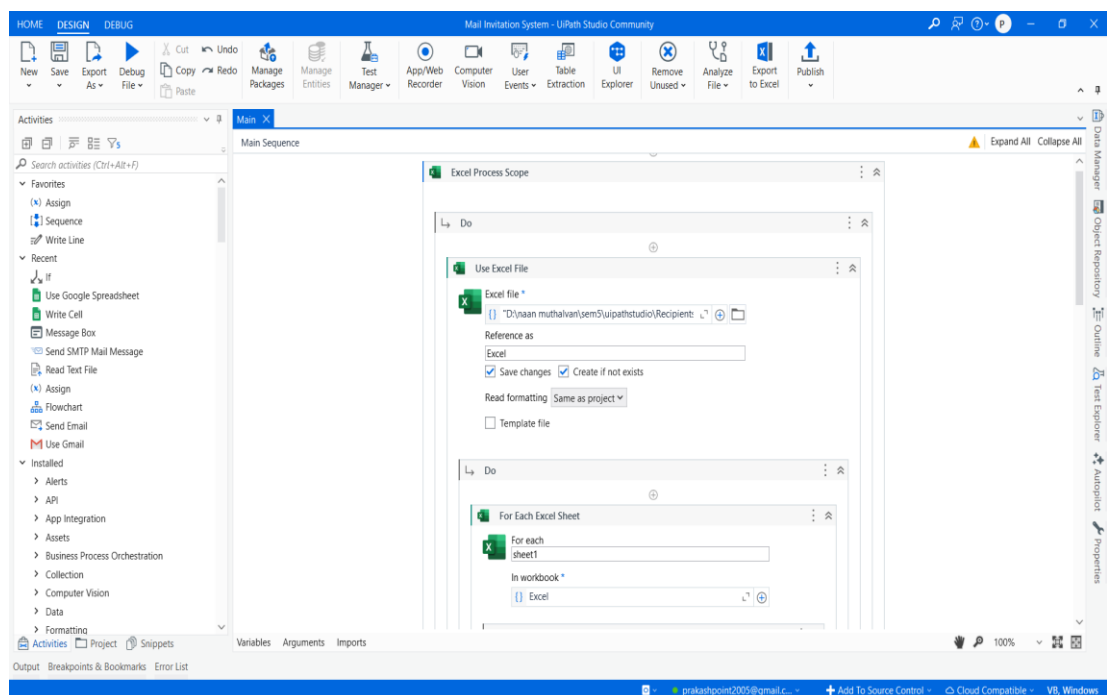 HOME DESIGN DEBUG
Mail Invitation System - UiPath Studio Community
P
New Save Export As Debug File
Cut Copy Paste Undo Redo
Manage Packages
Manage Entities
Test Manager
App/Web Recorder
Computer Vision
User Events
Table Extraction
UI Explorer
Remove Unused
Analyze File
Export to Excel
Publish
Activities
Search activities (Ctrl+Alt+F)
Favorites
Assign
Sequence
Write Line
Recent
If
Use Google Spreadsheet
Write Cell
Message Box
Send SMTP Mail Message
Read Text File
Assign
Flowchart
Send Email
Use Gmail
Installed
Alerts
API
App Integration
Assets
Business Process Orchestration
Collection
Computer Vision
Data
Formatting
Activities Project Snippets
Main
Main Sequence
Expand All Collapse All
Excel Process Scope
Do
Use Excel File
Excel file *
"D:\naan muthalvan\sem5\uipathstudio\Recipients
Reference as
Excel
Save changes Create if not exists
Read formatting Same as project
Template file
Do
For Each Excel Sheet
For each
sheet1
In workbook *
Excel
Variables Arguments Imports
100%
Data Manager
Object Repository
Outline
Test Explorer
Autopilot
Properties
Output Breakpoints & Bookmarks Error List
prakashpoint2005@gmail.c... Add To Source Control Cloud Compatible VB, Windows